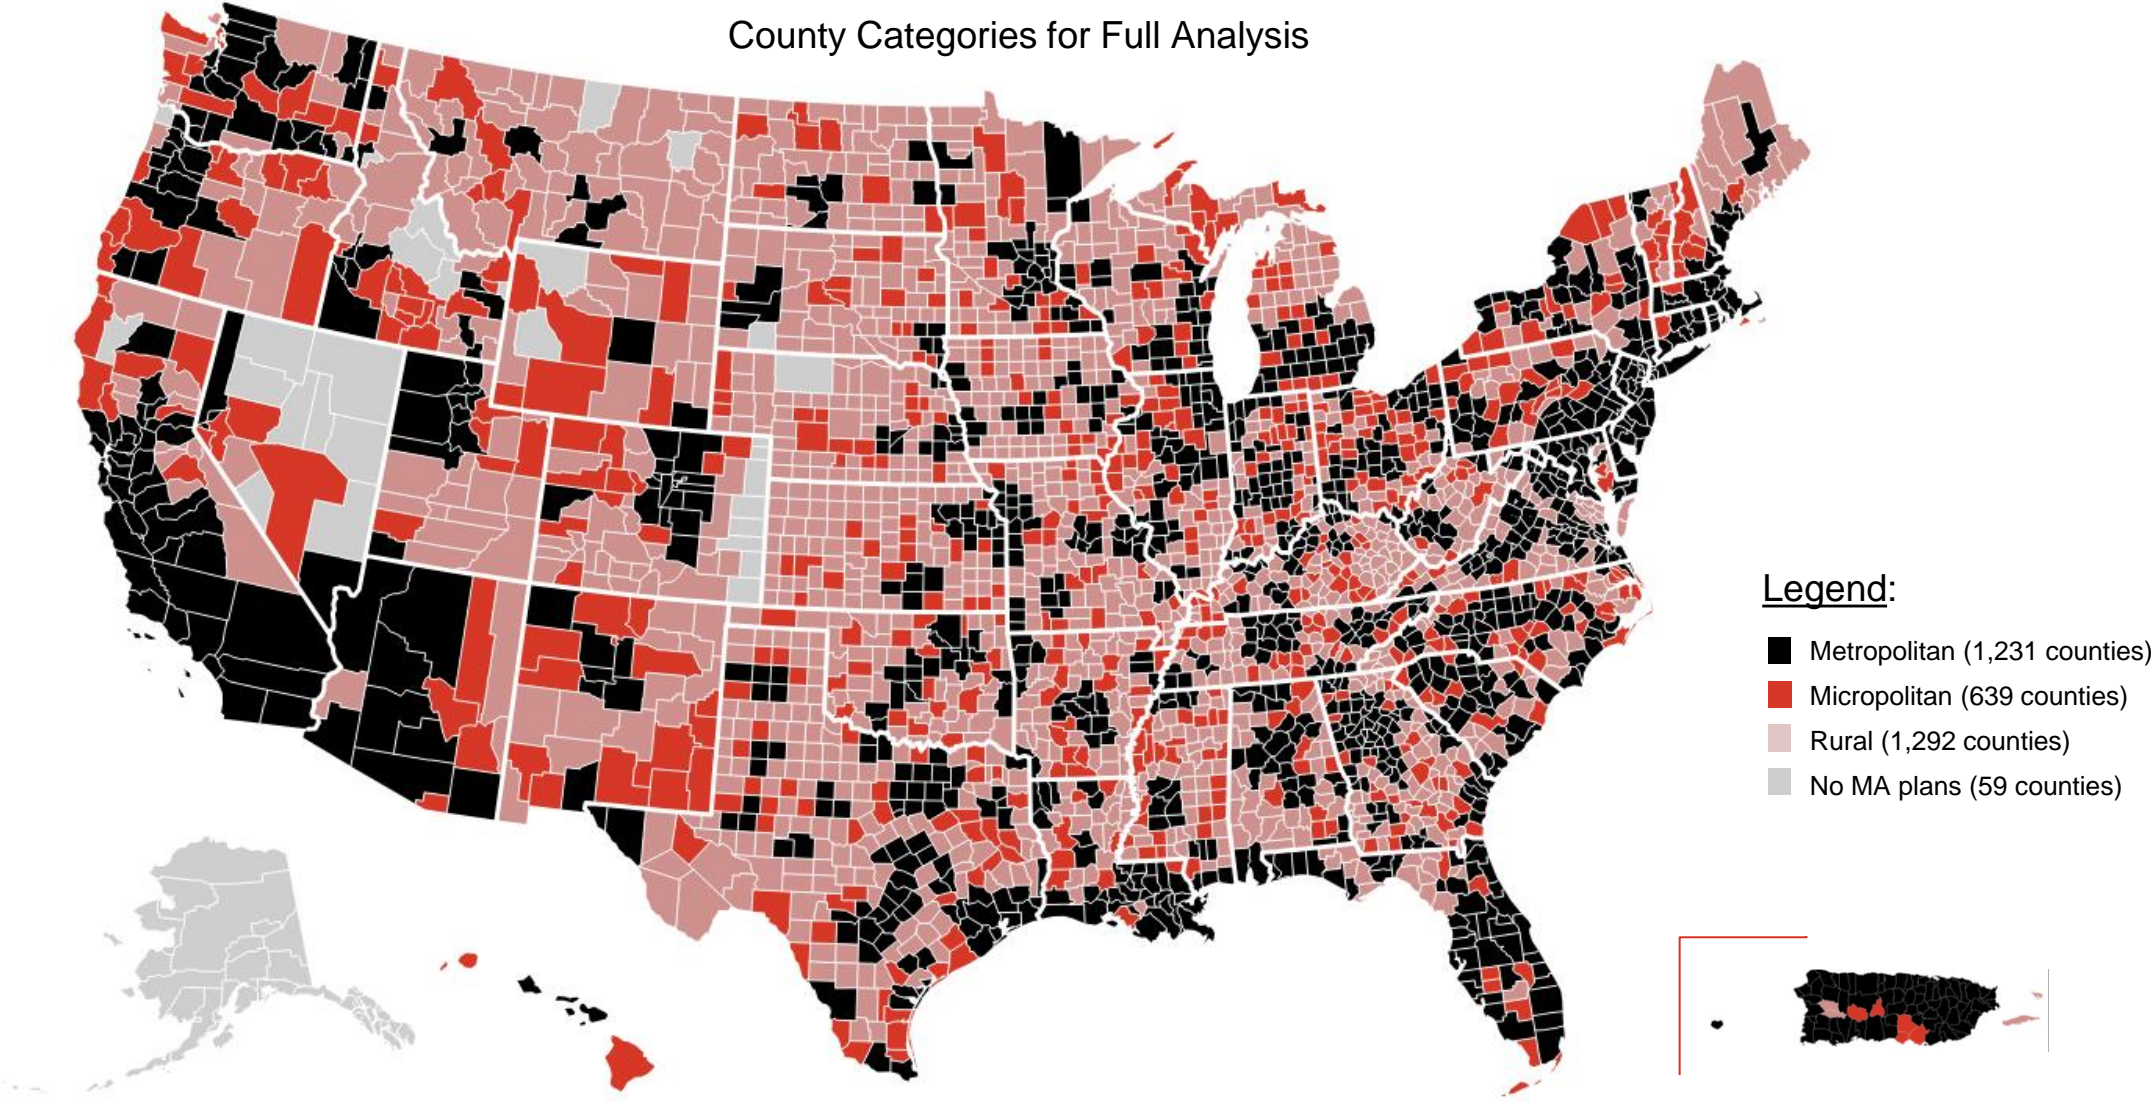 County Categories for Full Analysis
Legend:
Metropolitan (1,231 counties)
Micropolitan (639 counties)
Rural (1,292 counties)
No MA plans (59 counties)